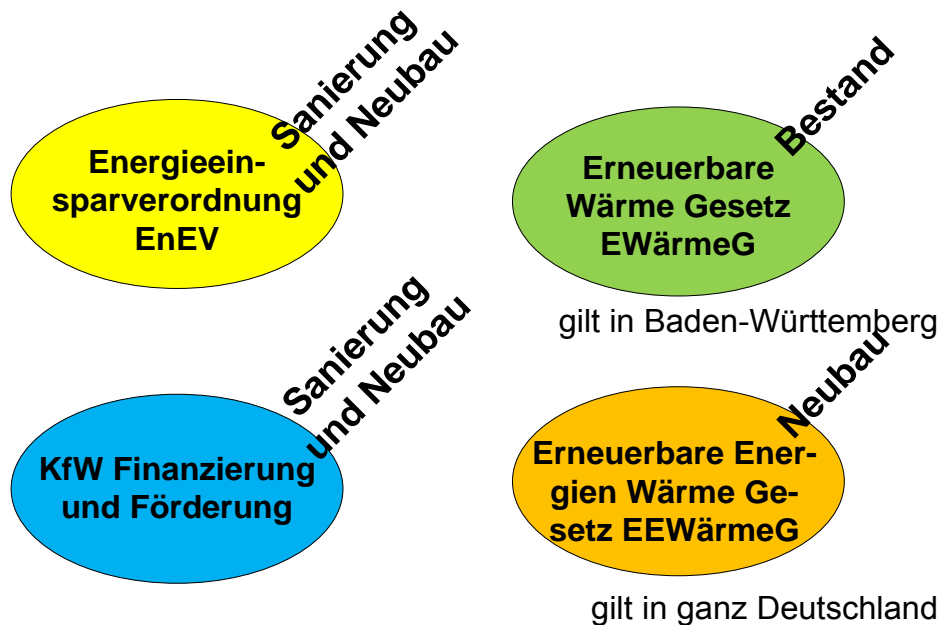 Sanierung
und Neubau
Energieein-
sparverordnung
EnEV
Bestand
Erneuerbare
Wärme Gesetz
EWärmeG
gilt in Baden-Württemberg
Sanierung
und Neubau
KfW Finanzierung
und Förderung
Neubau
Erneuerbare Ener-
gien Wärme Ge-
setz EEWärmeG
gilt in ganz Deutschland